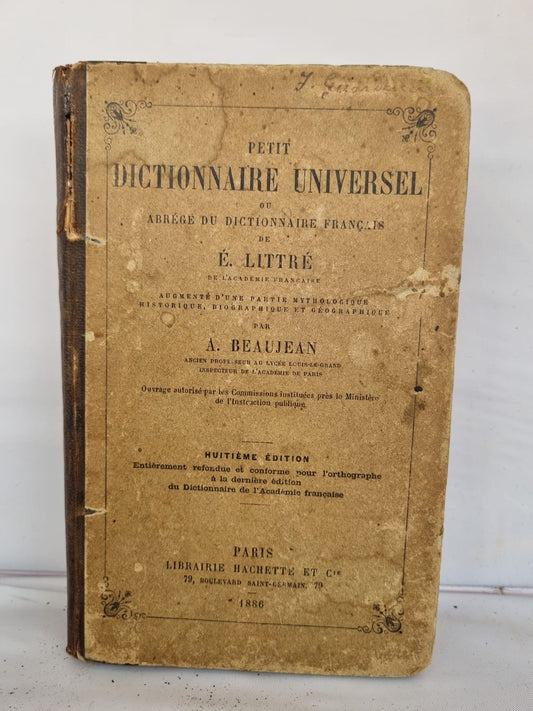 PETIT
DICTIONNAIRE UNIVERSEL
OU
ABRÉGÉ DU DICTIONNAIRE FRANÇAIS
DE
É. LITTRÉ
DE L'ACADÉMIE FRANÇAISE
AUGMENTÉ D'UNE PARTIE MYTHOLOGIQUE
HISTORIQUE, BIOGRAPHIQUE ET GÉOGRAPHIQUE
PAR
A. BEAUJEAN
ANCIEN PROFESSEUR AU LYCÉE LOUIS-LE-GRAND
INSPECTEUR DE L'ACADÉMIE DE PARIS
Ouvrage autorisé par les Commissions instituées près le Ministère
de l'Instruction publique.
HUITIÈME ÉDITION
Entièrement refondue et conforme pour l'orthographe
à la dernière édition
du Dictionnaire de l'Académie française
PARIS
LIBRAIRIE HACHETTE ET Cie
79, BOULEVARD SAINT-GERMAIN, 79
1886